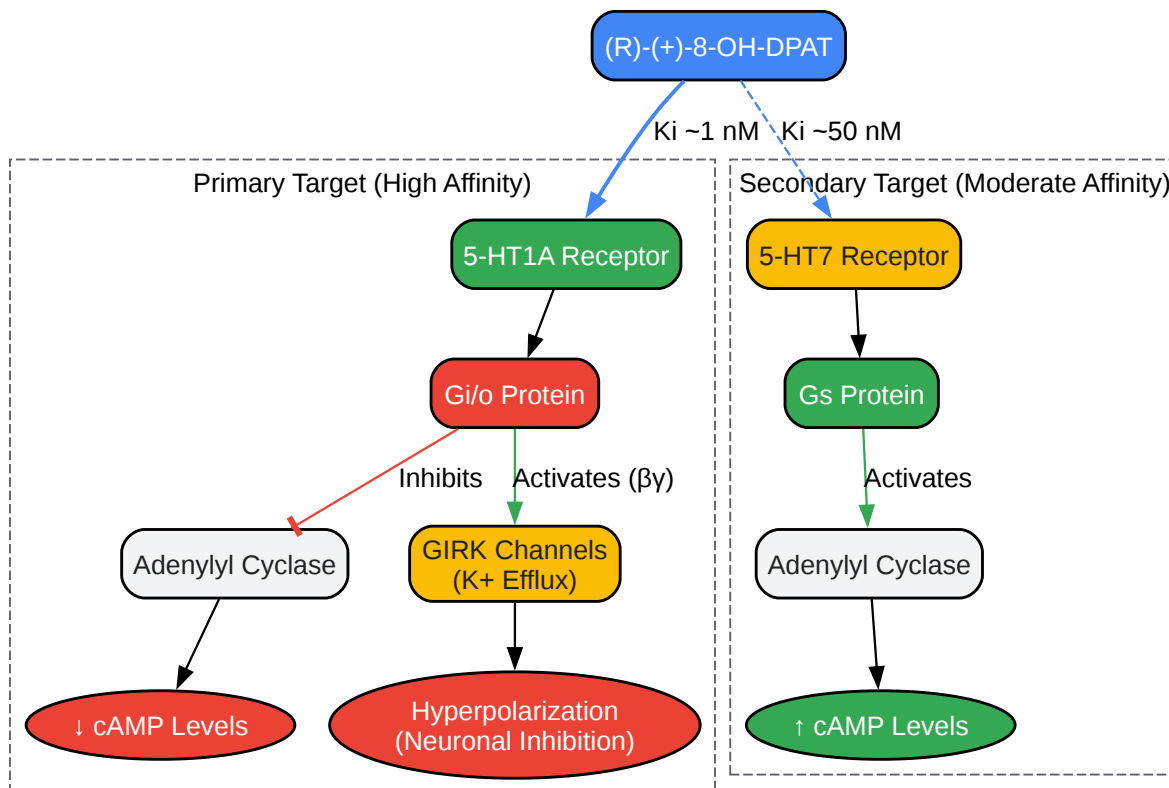 (R)-(+)-8-OH-DPAT
Ki ~1 nM
Ki ~50 nM
Primary Target (High Affinity)
Secondary Target (Moderate Affinity)
5-HT1A Receptor
5-HT7 Receptor
Gi/o Protein
Gs Protein
Inhibits
Activates (βγ)
Activates
Adenylyl Cyclase
GIRK Channels
(K+ Efflux)
Adenylyl Cyclase
↓ cAMP Levels
Hyperpolarization
(Neuronal Inhibition)
↑ cAMP Levels